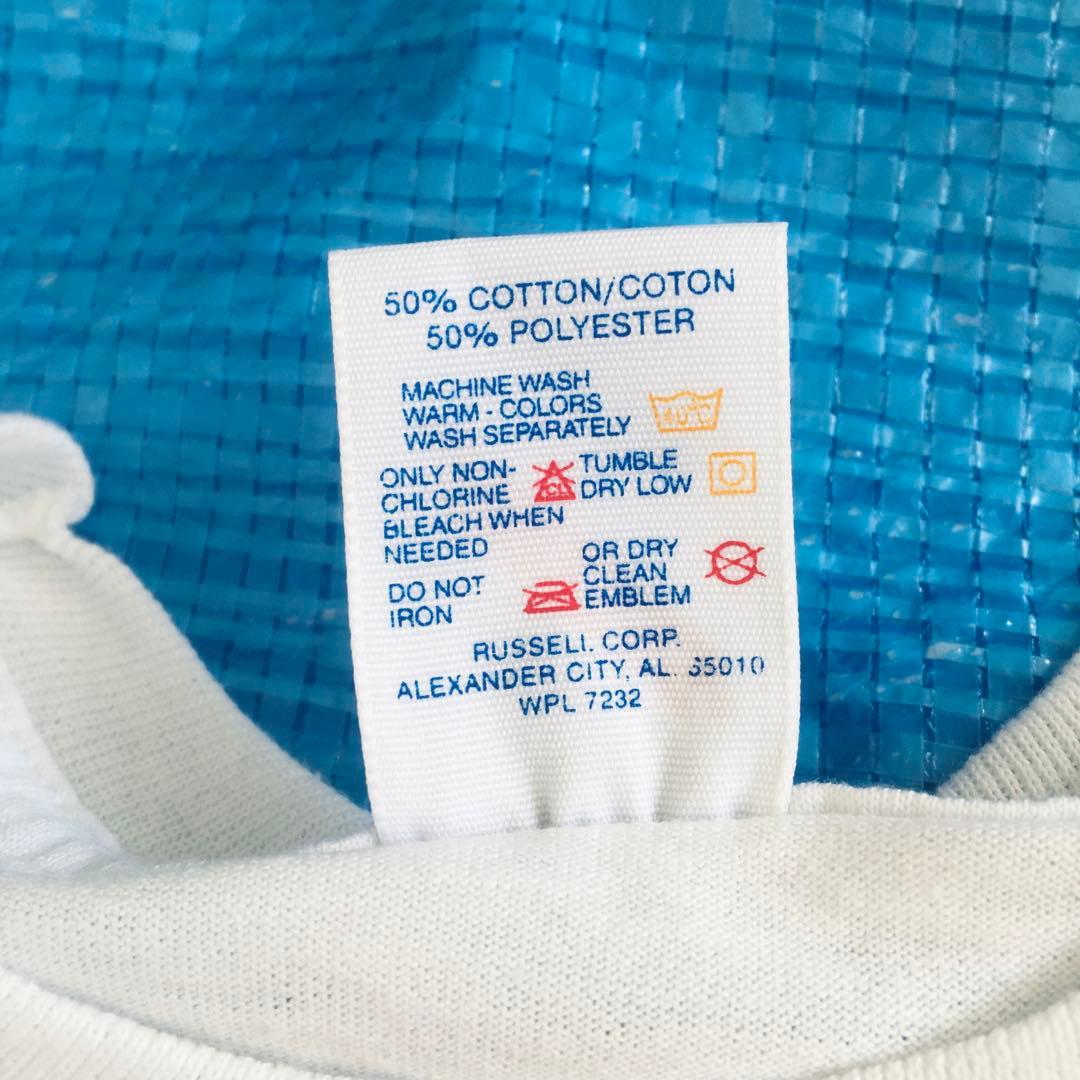 50% COTTON/COTON
50% POLYESTER
MACHINE WASH
WARM - COLORS
WASH SEPARATELY
40°C
ONLY NON-
CHLORINE
BLEACH WHEN
NEEDED
CL
TUMBLE
DRY LOW
DO NOT
IRON
OR DRY
CLEAN
EMBLEM
RUSSELL CORP.
ALEXANDER CITY, AL. 35010
WPL 7232